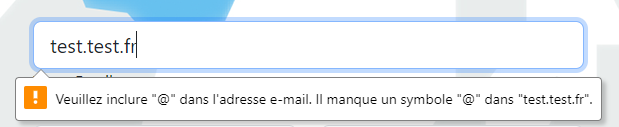 test.test.fr
Veuillez inclure "@" dans l'adresse e-mail. Il manque un symbole "@" dans "test.test.fr".